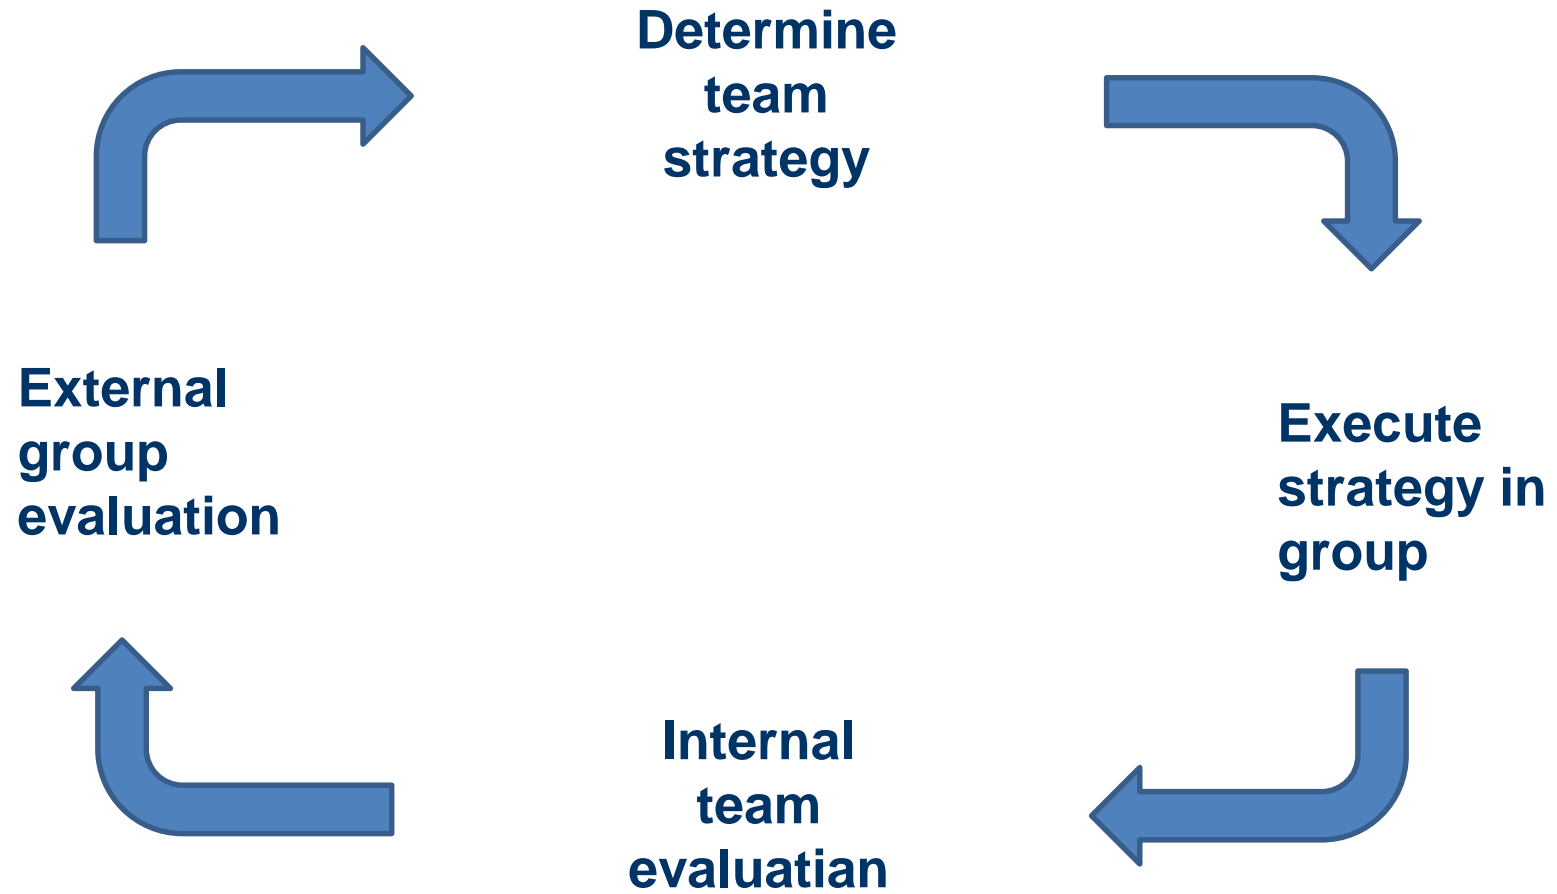 Determine
team
strategy
External
group
evaluation
Execute
strategy in
group
Internal
team
evaluatian